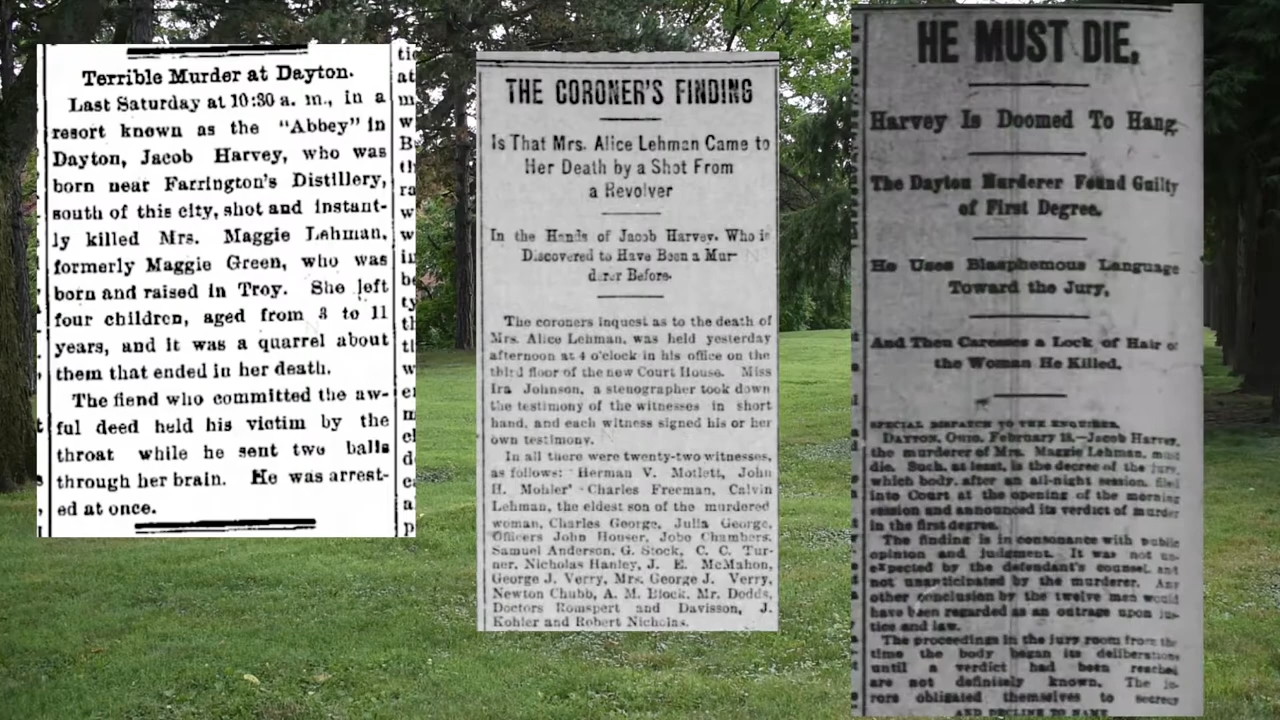 Terrible Murder at Dayton.
Last Saturday at 10:30 a. m., in a
resort known as the "Abbey" in
Dayton, Jacob Harvey, who was
born near Farrington's Distillery,
south of this city, shot and instant-
ly killed Mrs. Maggie Lehman,
formerly Maggie Green, who was
born and raised in Troy. She left
four children, aged from 3 to 11
years, and it was a quarrel about
them that ended in her death.
The fiend who committed the aw-
ful deed held his victim by the
throat while he sent two balls
through her brain. He was arrest-
ed at once.
THE CORONER'S FINDING
Is That Mrs. Alice Lehman Came to
Her Death by a Shot From
a Revolver
In the Hands of Jacob Harvey, Who is
Discovered to Have Been a Mur-
derer Before.
The coroners inquest as to the death of
Mrs. Alice Lehman, was held yesterday
afternoon at 4 o'clock in his office on the
third floor of the new Court House. Miss
Ira Johnson, a stenographer took down
the testimony of the witnesses in short
hand, and each witness signed his or her
own testimony.
In all there were twenty-two witnesses,
as follows: Herman V. Motlett, John
H. Mohler Charles Freeman, Calvin
Lehman, the eldest son of the murdered
woman, Charles George, Julia George,
Officers John Houser, Jobe Chambers,
Samuel Anderson, G. Stock, C. C. Tur-
ner, Nicholas Hanley, J. E. McMahon,
George J. Verry, Mrs. George J. Verry,
Newton Chubb, A. M. Block, Mr. Dodds,
Doctors Romspert and Davisson, J.
Kohler and Robert Nicholas.
HE MUST DIE,
Harvey Is Doomed To Hang.
The Dayton Murderer Found Guilty
of First Degree.
He Uses Blasphemous Language
Toward the Jury,
And Then Caresses a Lock of Hair of
the Woman He Killed.
SPECIAL DISPATCH TO THE ENQUIRER.
DAYTON, OHIO, February 18.—Jacob Harvey,
the murderer of Mrs. Maggie Lehman, must
die. Such, at least, is the decree of the jury,
which body, after an all-night session, filed
into Court at the opening of the morning
session and announced its verdict of murder
in the first degree.
The finding is in consonance with public
opinion and judgment. It was not un-
expected by the defendant's counsel, and
not unanticipated by the murderer. Any
other conclusion by the twelve men would
have been regarded as an outrage upon jus-
tice and law.
The proceedings in the jury room from the
time the body began its deliberations
until a verdict had been reached
are not definitely known. The ju-
rors obligated themselves to secrecy
AND DECLINE TO NAME